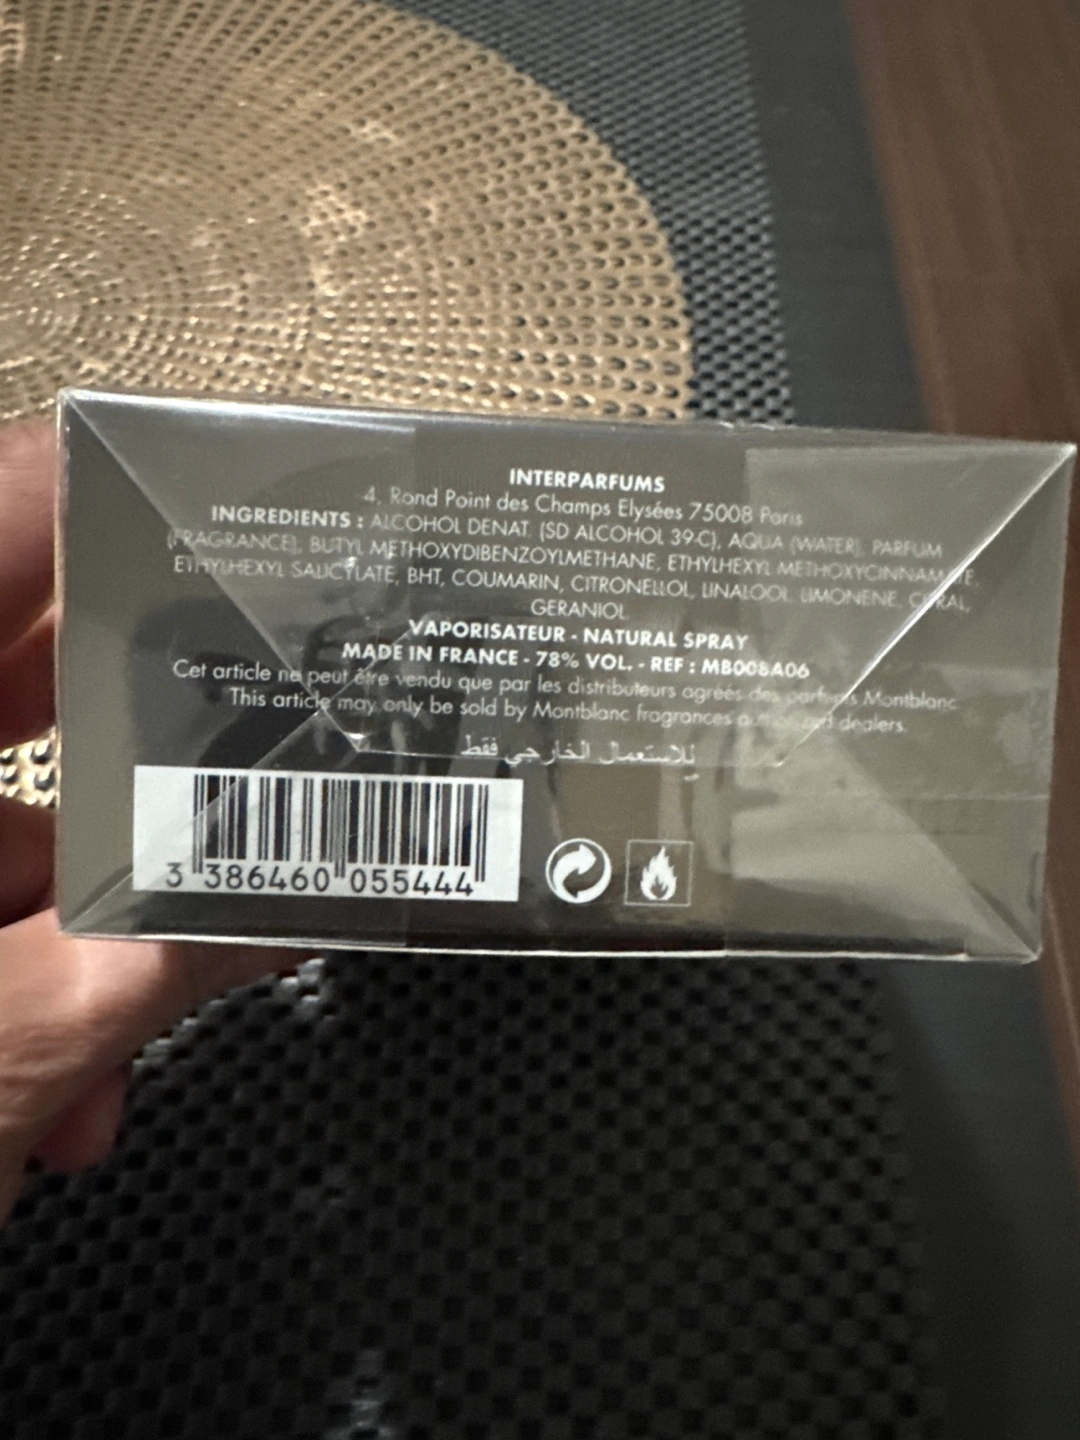 INTERPARFUMS
4, Rond Point des Champs Elysées 75008 Paris
INGREDIENTS : ALCOHOL DENAT. (SD ALCOHOL 39-C), AQUA (WATER), PARFUM
(FRAGRANCE), BUTYL METHOXYDIBENZOYLMETHANE, ETHYLHEXYL METHOXYCINNAMATE,
ETHYLHEXYL SALICYLATE, BHT, COUMARIN, CITRONELLOL, LINALOOL, LIMONENE, CITRAL,
GERANIOL.
VAPORISATEUR - NATURAL SPRAY
MADE IN FRANCE - 78% VOL. - REF : MB008A06
Cet article ne peut être vendu que par les distributeurs agréés des parfums Montblanc.
This article may only be sold by Montblanc fragrances authorized dealers.
للاستعمال الخارجي فقط
3 386460 055444